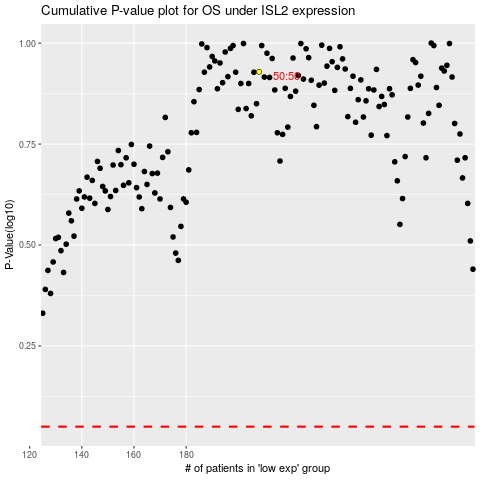 Cumulative P-value plot for OS under ISL2 expression
P-Value(log10)
1.00
0.75
0.50
0.25
50:50
120 140 160 180
# of patients in 'low exp' group